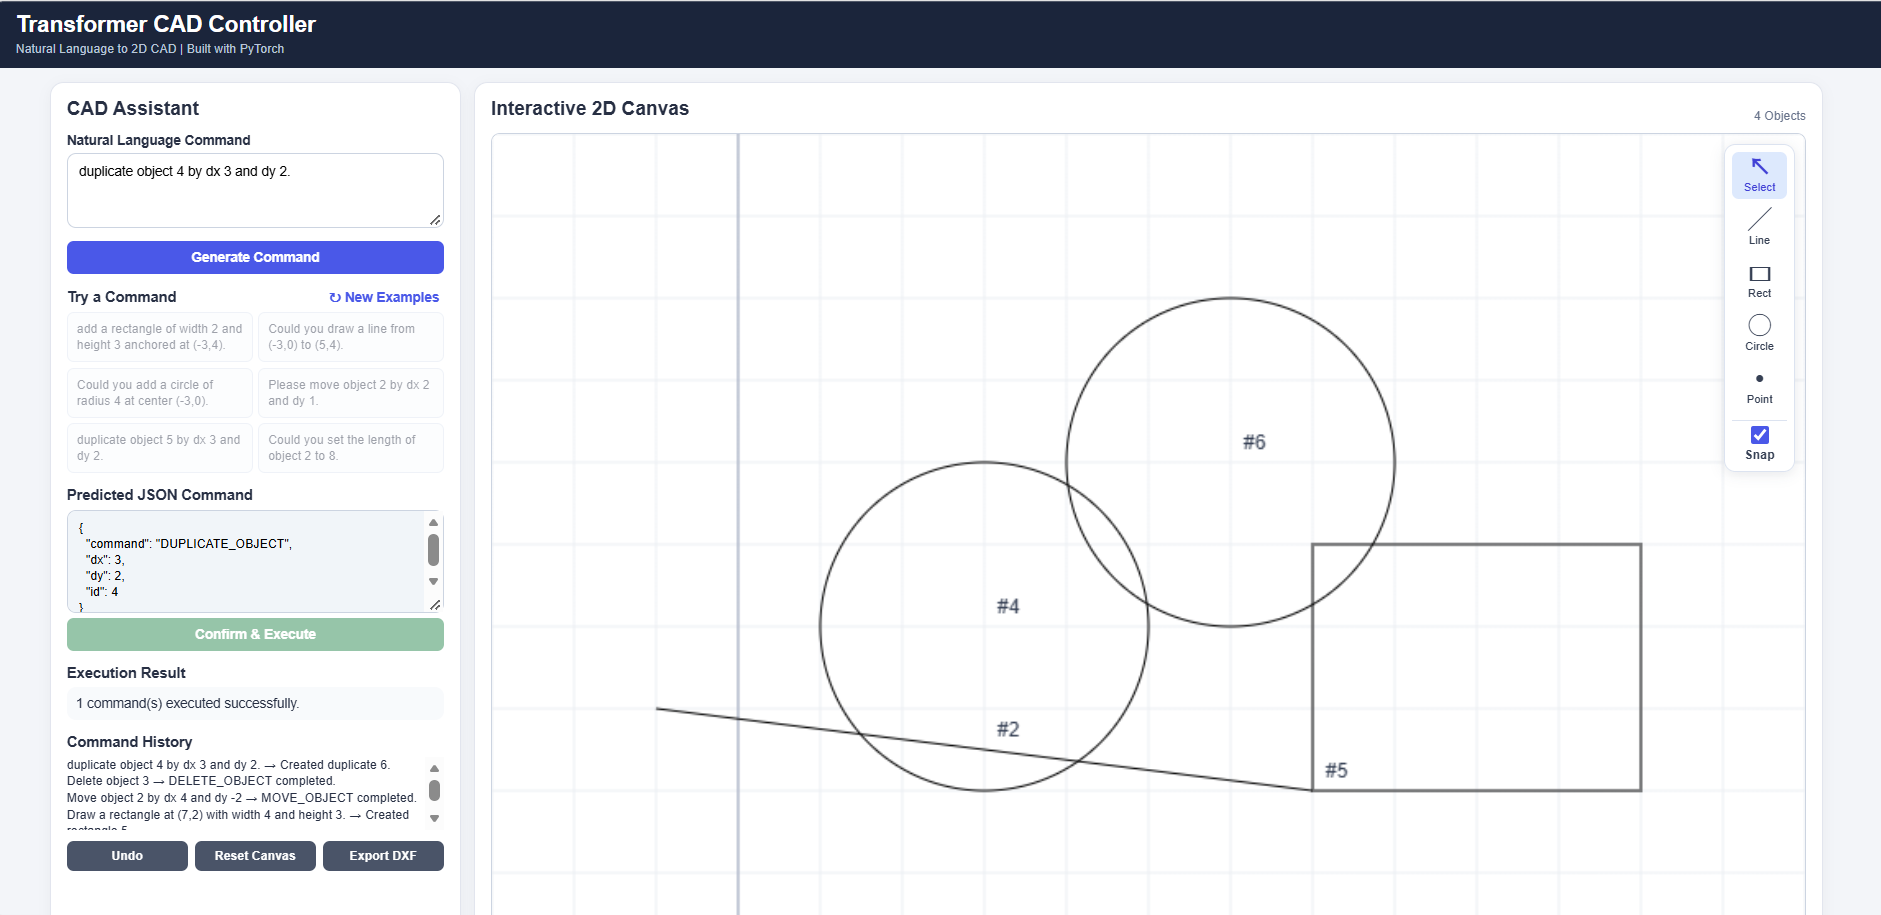 Transformer CAD Controller
Natural Language to 2D CAD | Built with PyTorch
CAD Assistant
Natural Language Command
duplicate object 4 by dx 3 and dy 2.
Generate Command
Try a Command
↻ New Examples
add a rectangle of width 2 and
height 3 anchored at (-3,4).
Could you draw a line from
(-3,0) to (5,4).
Could you add a circle of
radius 4 at center (-3,0).
Please move object 2 by dx 2
and dy 1.
duplicate object 5 by dx 3 and
dy 2.
Could you set the length of
object 2 to 8.
Predicted JSON Command
{
"command": "DUPLICATE_OBJECT",
"dx": 3,
"dy": 2,
"id": 4
}
Confirm & Execute
Execution Result
1 command(s) executed successfully.
Command History
duplicate object 4 by dx 3 and dy 2. → Created duplicate 6.
Delete object 3 → DELETE_OBJECT completed.
Move object 2 by dx 4 and dy -2 → MOVE_OBJECT completed.
Draw a rectangle at (7,2) with width 4 and height 3. → Created
rectangle 5
Undo
Reset Canvas
Export DXF
Interactive 2D Canvas
4 Objects
#6
#4
#2
#5
Select
Line
Rect
Circle
Point
Snap